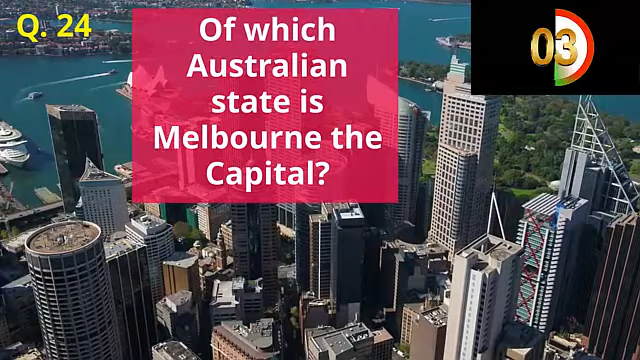 Q. 24
Of which
Australian
state is
Melbourne the
Capital?
03